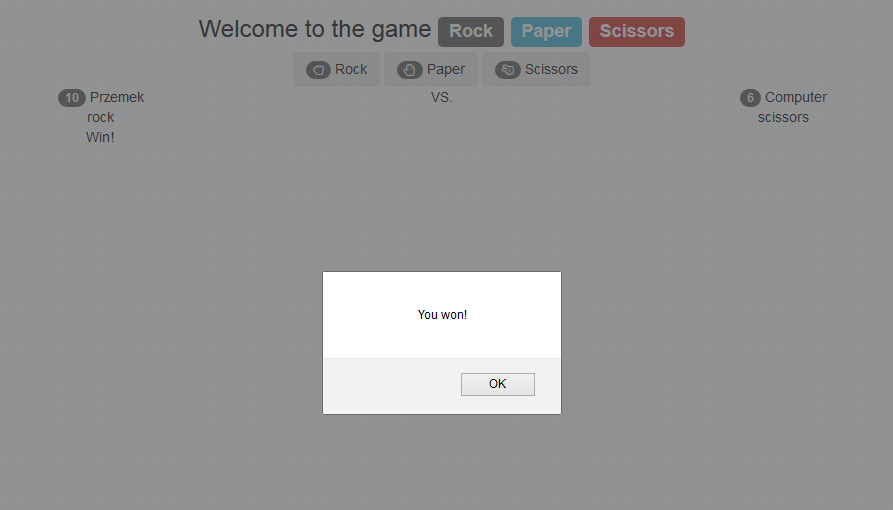 Welcome to the game Rock Paper Scissors
Rock Paper Scissors
10 Przemek VS. 6 Computer
rock scissors
Win!
You won!
OK